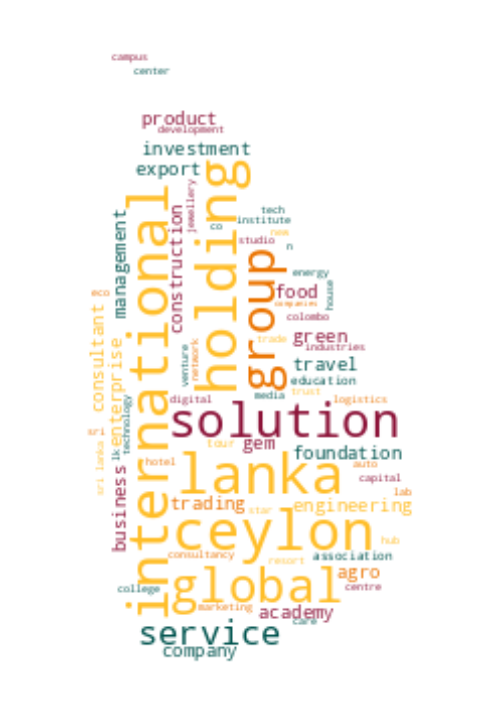 campus
center
product
development
investment
export
international
holding
jewellery
construction
management
co
tech
institute
new
studio
n
group
energy
house
food
companies
colombo
eco
consultant
enterprise
venture
network
trade
green
industries
travel
education
media
trust
logistics
digital
technology
solution
sri
sri lanka
lk
tour
gem
foundation
hotel
lanka
auto
capital
lab
business
trading
star
engineering
ceylon
hub
consultancy
resort
association
agro
college
global
centre
marketing
academy
care
service
company